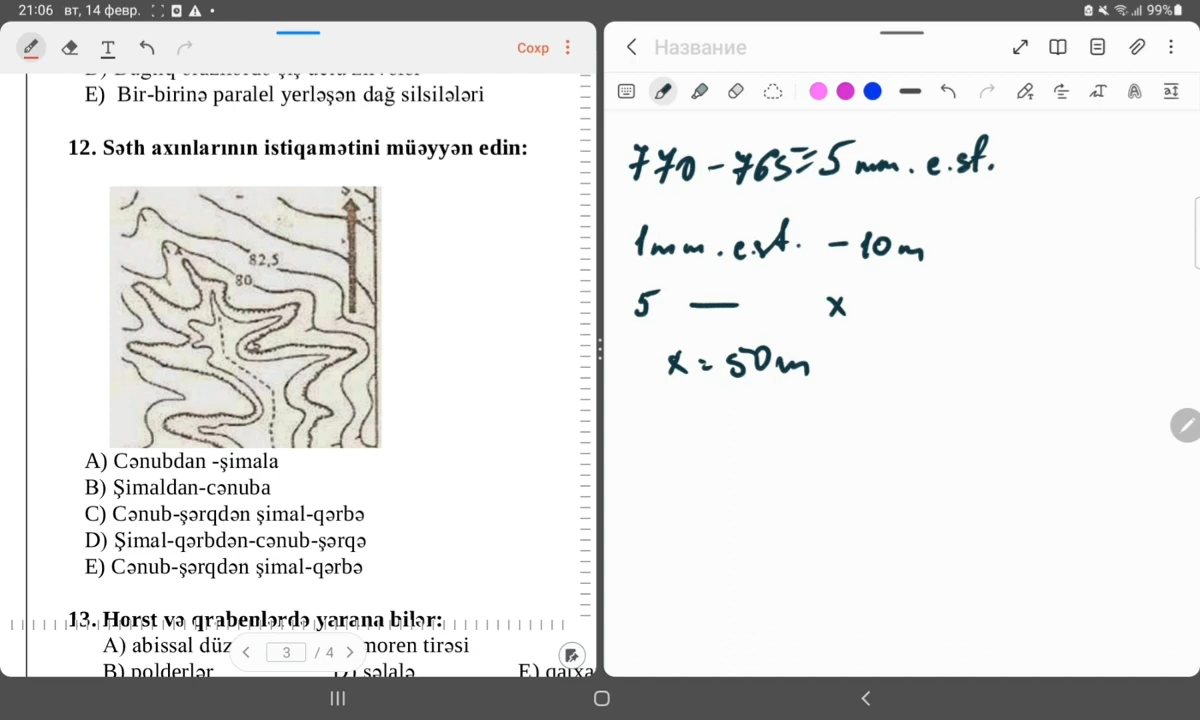 21:06 вт, 14 февр.
99%
Сохр
E) Bir-birinə paralel yerləşən dağ silsilələri
12. Səth axınlarının istiqamətini müəyyən edin:
82,5
80
A) Cənubdan -şimala
B) Şimaldan-cənuba
C) Cənub-şərqdən şimal-qərbə
D) Şimal-qərbdən-cənub-şərqə
E) Cənub-şərqdən şimal-qərbə
13. Horst və qrabenlərdə yarana bilər:
A) abissal düz
moren tirəsi
B) polderlər
3 / 4
Название
770-765=5 mm.e.st.
1mm.e.st. - 10m
5 — x
x = 50m